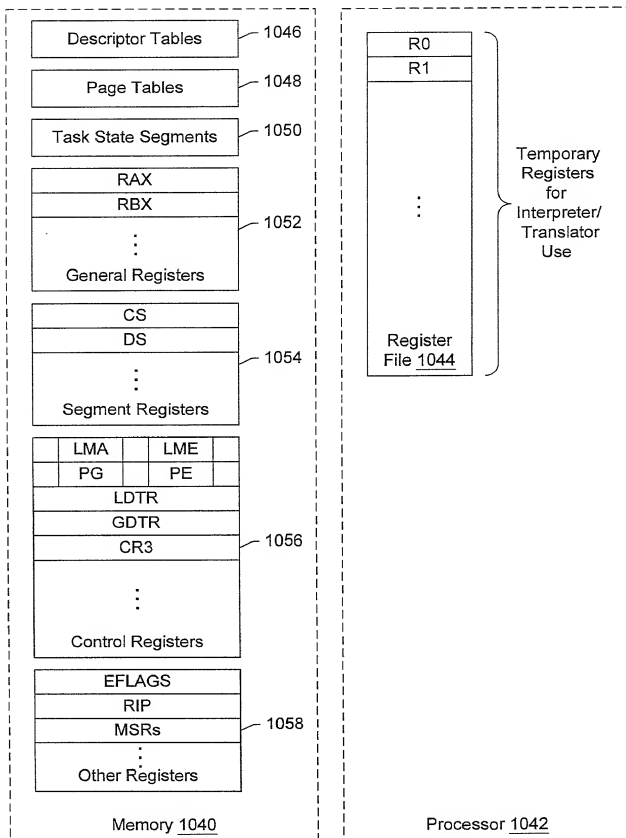 Descriptor Tables
1046
Page Tables
1048
Task State Segments
1050
RAX
RBX
General Registers
1052
CS
DS
Segment Registers
1054
LMA
LME
PG
PE
LDTR
GDTR
CR3
Control Registers
1056
EFLAGS
RIP
MSRs
Other Registers
1058
Memory 1040
R0
R1
Register
File 1044
Temporary
Registers
for
Interpreter/
Translator
Use
Processor 1042